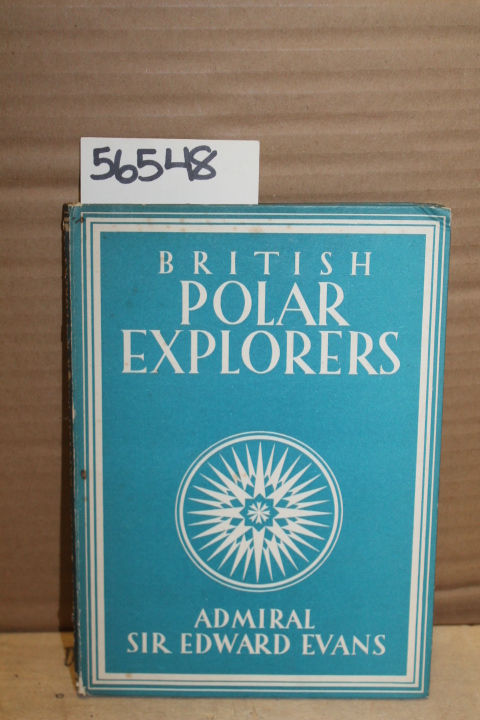 56548
BRITISH
POLAR
EXPLORERS
ADMIRAL
SIR EDWARD EVANS